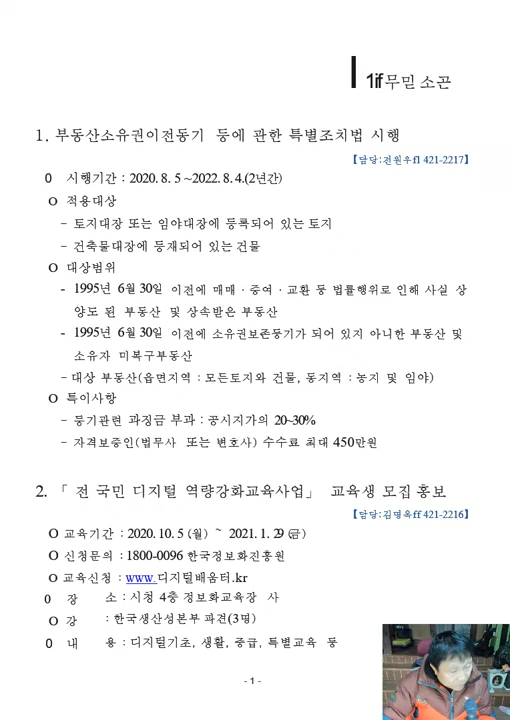 1if무밀 소곤
1. 부동산소유권이전동기 등에 관한 특별조치법 시행
【담당:전원우fl 421-2217】
0 시행기간 : 2020. 8. 5 ~2022. 8. 4.(2년간)
O 적용대상
- 토지대장 또는 임야대장에 등록되어 있는 토지
- 건축물대장에 등재되어 있는 건물
O 대상범위
- 1995년 6월 30일 이전에 매매 · 증여 · 교환 등 법률행위로 인해 사실 상
양도 된 부동산 및 상속받은 부동산
- 1995년 6월 30일 이전에 소유권보존둥기가 되어 있지 아니한 부동산 및
소유자 미복구부동산
- 대상 부동산(읍면지역 : 모든토지와 건물, 동지역 : 농지 및 임야)
O 특이사항
- 등기관련 과징금 부과 : 공시지가의 20~30%
- 자격보증인(법무사 또는 변호사) 수수료 최대 450만원
2. 「 전 국민 디지털 역량강화교육사업」 교육생 모집 홍보
【담당:김명옥ff 421-2216】
O 교육기간 : 2020. 10. 5 (월) ~ 2021. 1. 29 (금)
O 신청문의 : 1800-0096 한국정보화진흥원
O 교육신청 : www.디지털배움터.kr
0 장 소 : 시청 4층 정보화교육장 사
O 강 : 한국생산성본부 파견(3명)
0 내 용 : 디지털기초, 생활, 중급, 특별교육 등
- 1 -